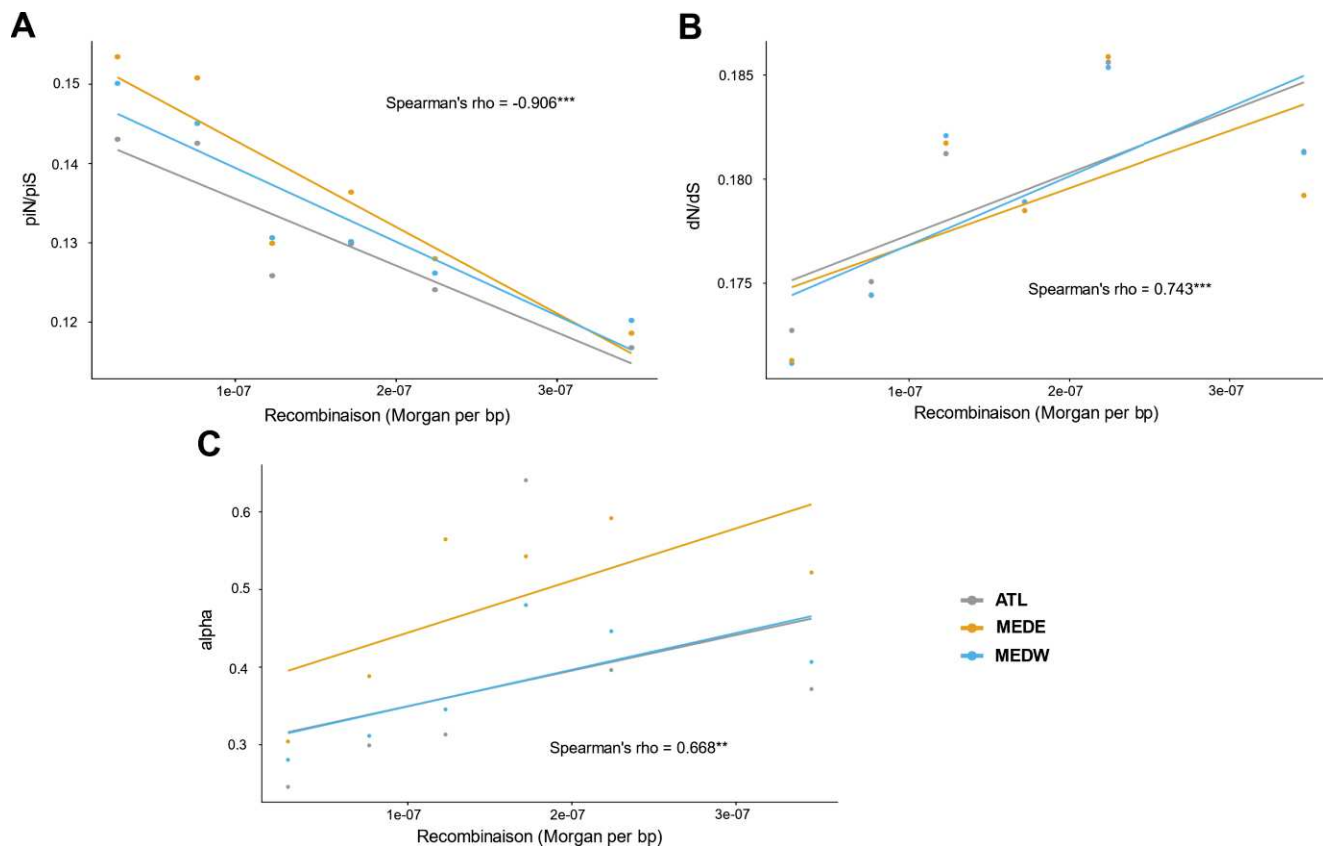 A
0.15
0.14
0.13
0.12
piN/piS
Spearman's rho = -0.906***
1e-07
2e-07
3e-07
Recombinaison (Morgan per bp)
B
0.185
0.180
0.175
dN/dS
Spearman's rho = 0.743***
1e-07
2e-07
3e-07
Recombinaison (Morgan per bp)
C
0.6
0.5
0.4
0.3
alpha
Spearman's rho = 0.668**
1e-07
2e-07
3e-07
Recombinaison (Morgan per bp)
ATL
MEDE
MEDW